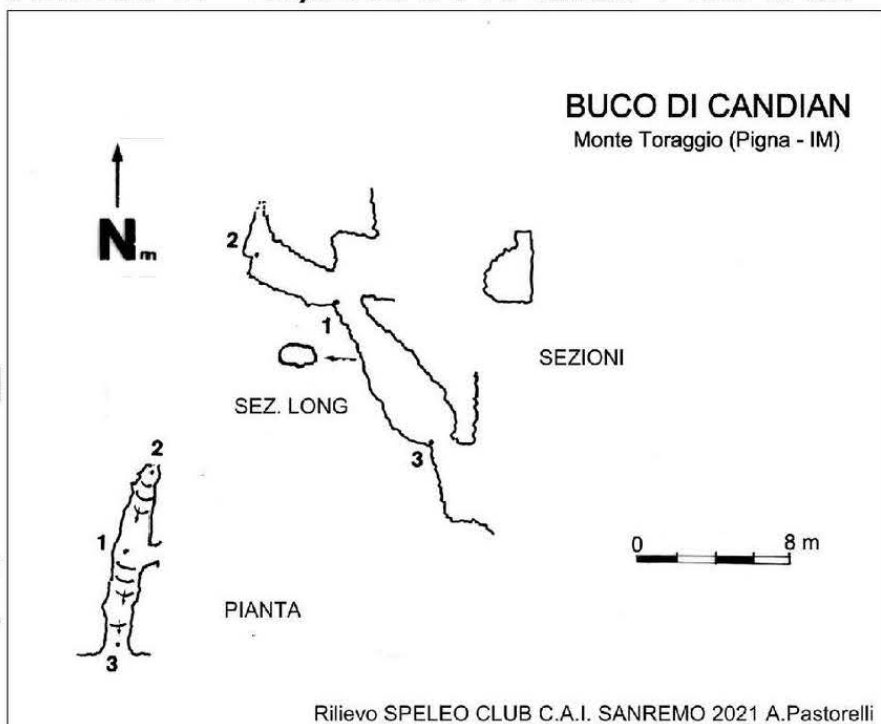 BUCO DI CANDIAN
Monte Toraggio (Pigna - IM)
Nm
2
1
SEZIONI
SEZ. LONG
3
2
1
0 8 m
PIANTA
3
Rilievo SPELEO CLUB C.A.I. SANREMO 2021 A.Pastorelli